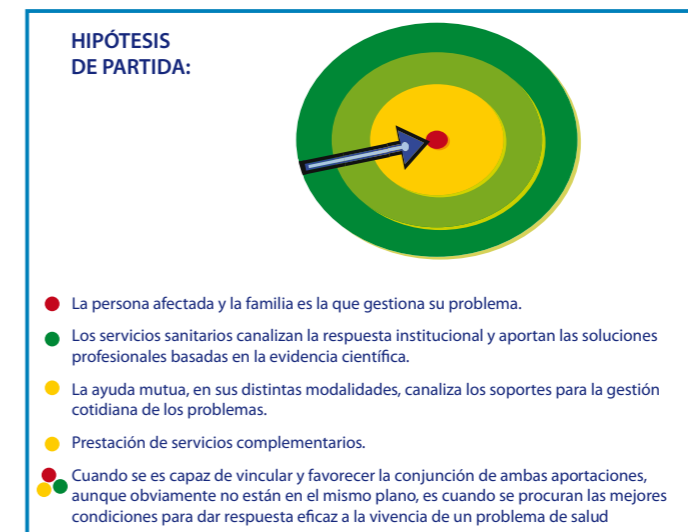 HIPÓTESIS
DE PARTIDA:
La persona afectada y la familia es la que gestiona su problema.
Los servicios sanitarios canalizan la respuesta institucional y aportan las soluciones
profesionales basadas en la evidencia científica.
La ayuda mutua, en sus distintas modalidades, canaliza los soportes para la gestión
cotidiana de los problemas.
Prestación de servicios complementarios.
Cuando se es capaz de vincular y favorecer la conjunción de ambas aportaciones,
aunque obviamente no están en el mismo plano, es cuando se procuran las mejores
condiciones para dar respuesta eficaz a la vivencia de un problema de salud